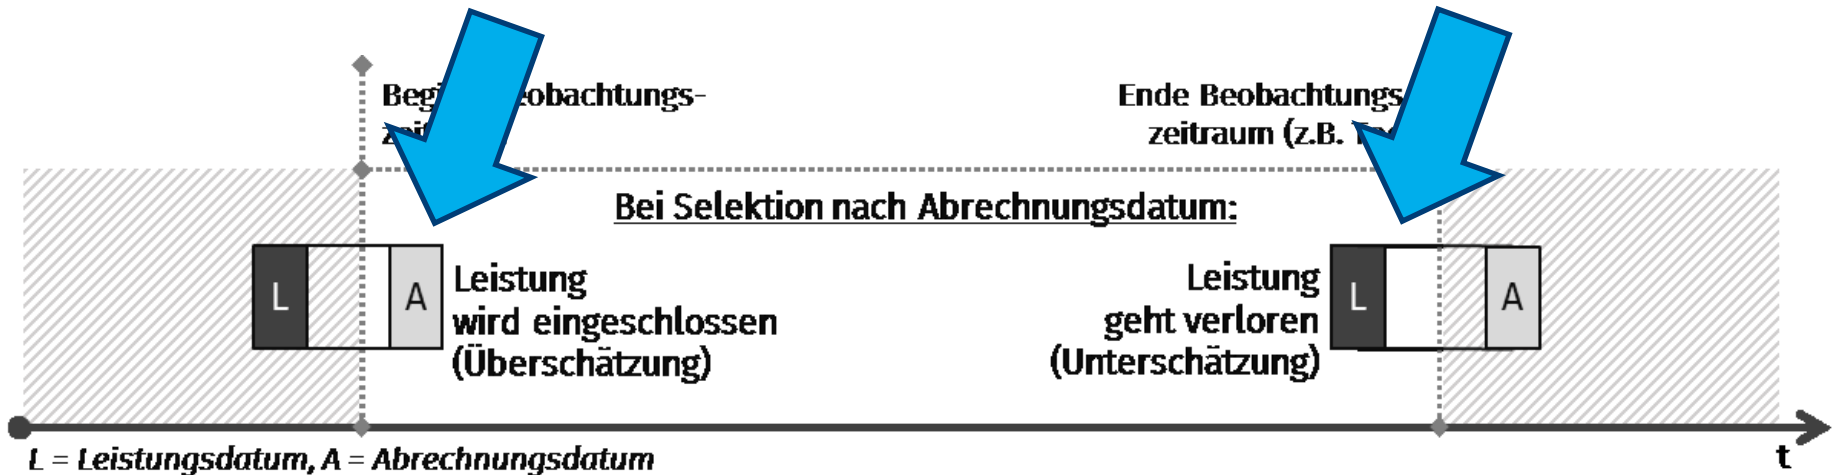 Beobachtungs-
Ende Beobachtungs
zeitraum (z.B.
Bei Selektion nach Abrechnungsdatum:
L
A
Leistung
wird eingeschlossen
(Überschätzung)
Leistung
geht verloren
(Unterschätzung)
L
A
t
L = Leistungsdatum, A = Abrechnungsdatum